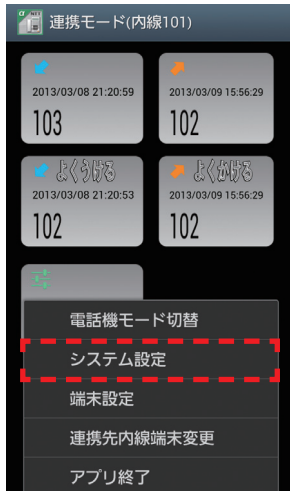 連携モード(内線101)
2013/03/08 21:20:59
103
2013/03/09 15:56:29
102
よくうける
2013/03/08 21:20:53
102
よくかける
2013/03/09 15:56:29
102
電話機モード切替
システム設定
端末設定
連携先内線端末変更
アプリ終了